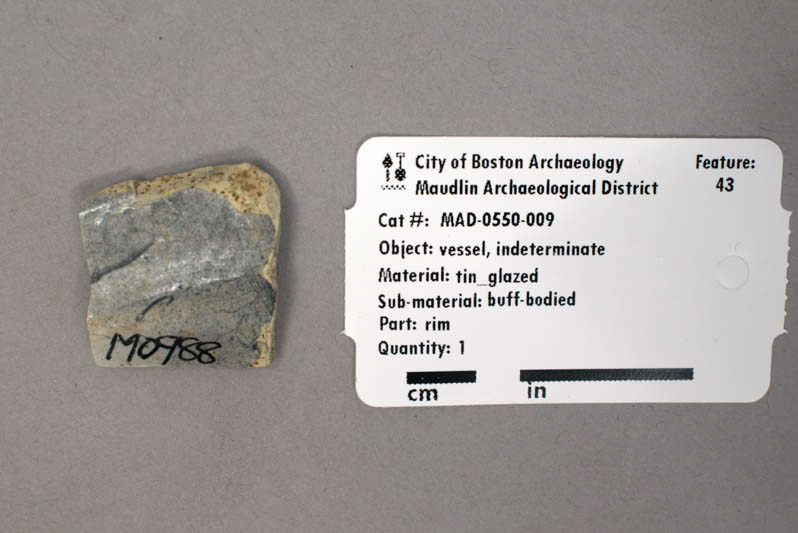 M0988
City of Boston Archaeology
Maudlin Archaeological District
Feature:
43
Cat #: MAD-0550-009
Object: vessel, indeterminate
Material: tin_glazed
Sub-material: buff-bodied
Part: rim
Quantity: 1
cm in